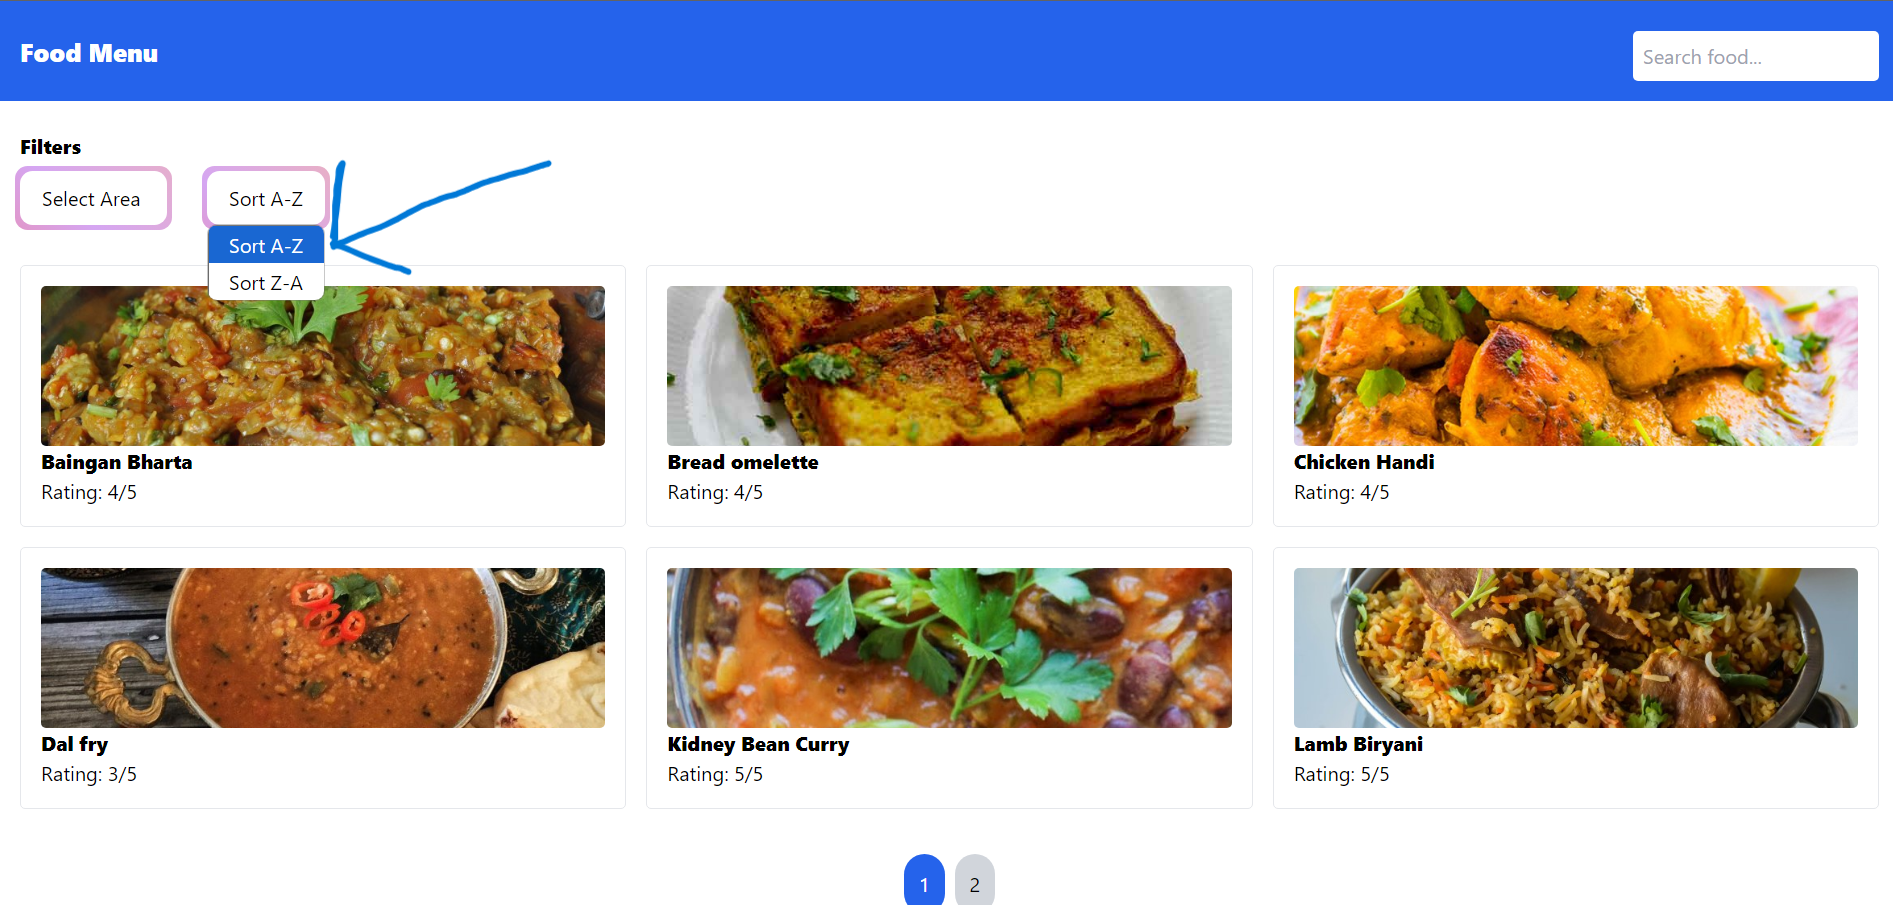 Food Menu
Search food...
Filters
Select Area
Sort A-Z
Sort A-Z
Sort Z-A
Baingan Bharta
Rating: 4/5
Bread omelette
Rating: 4/5
Chicken Handi
Rating: 4/5
Dal fry
Rating: 3/5
Kidney Bean Curry
Rating: 5/5
Lamb Biryani
Rating: 5/5
1
2